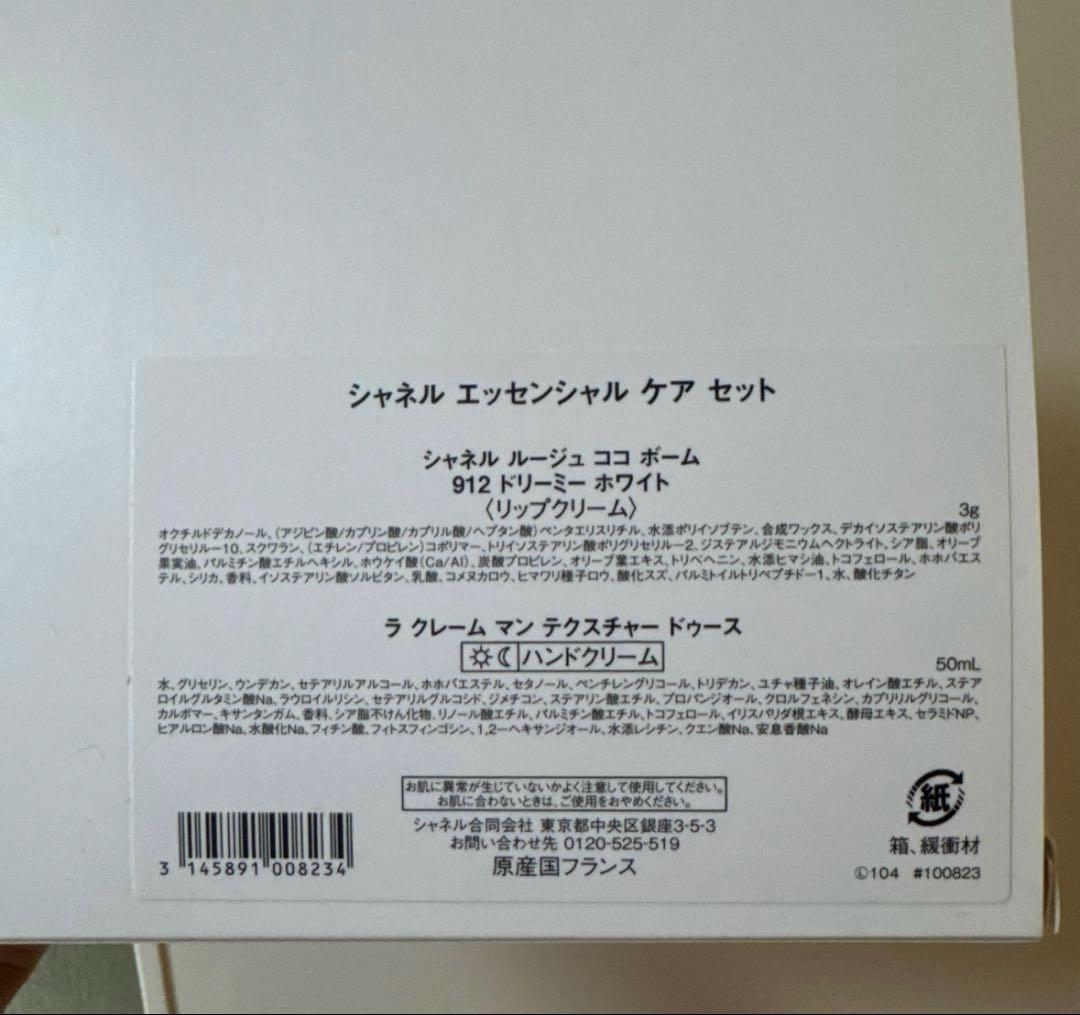 シャネル エッセンシャル ケア セット
シャネル ルージュ ココ ボーム
912 ドリーミー ホワイト
〈リップクリーム〉
3g
オクチルドデカノール、(アジピン酸/カプリン酸/カプリル酸/ヘプタン酸)ペンタエリスリチル、水添ポリイソブテン、合成ワックス、デカイソステアリン酸ポリ
グリセリル-10、スクワラン、(エチレン/プロピレン)コポリマー、トリイソステアリン酸ポリグリセリル-2、ジステアルジモニウムヘクトライト、シア脂、オリーブ
果実油、パルミチン酸エチルヘキシル、ホウケイ酸(Ca/Al)、炭酸プロピレン、オリーブ葉エキス、トリベヘニン、水添ヒマシ油、トコフェロール、ホホバエス
テル、シリカ、香料、イソステアリン酸ソルビタン、乳酸、コメヌカロウ、ヒマワリ種子ロウ、酸化スズ、パルミトイルトリペプチド-1、水、酸化チタン
ラ クレーム マン テクスチャー ドゥース
ハンドクリーム
50mL
水、グリセリン、ウンデカン、セテアリルアルコール、ホホバエステル、セタノール、ペンチレングリコール、トリデカン、ユチャ種子油、オレイン酸エチル、ステア
ロイルグルタミン酸Na、ラウロイルリシン、セテアリルグルコシド、ジメチコン、ステアリン酸エチル、プロパンジオール、クロルフェネシン、カプリリルグリコール、
カルボマー、キサンタンガム、香料、シア脂不けん化物、リノール酸エチル、パルミチン酸エチル、トコフェロール、イリスパリダ根エキス、酵母エキス、セラミドNP、
ヒアルロン酸Na、水酸化Na、フィチン酸、フィトスフィンゴシン、1,2-ヘキサンジオール、水添レシチン、クエン酸Na、安息香酸Na
お肌に異常が生じていないかよく注意して使用してください。
お肌に合わないときは、ご使用をおやめください。
シャネル合同会社 東京都中央区銀座3-5-3
お問い合わせ先 0120-525-519
原産国フランス
3 145891 008234
紙
箱、緩衝材
Ⓛ104 #100823